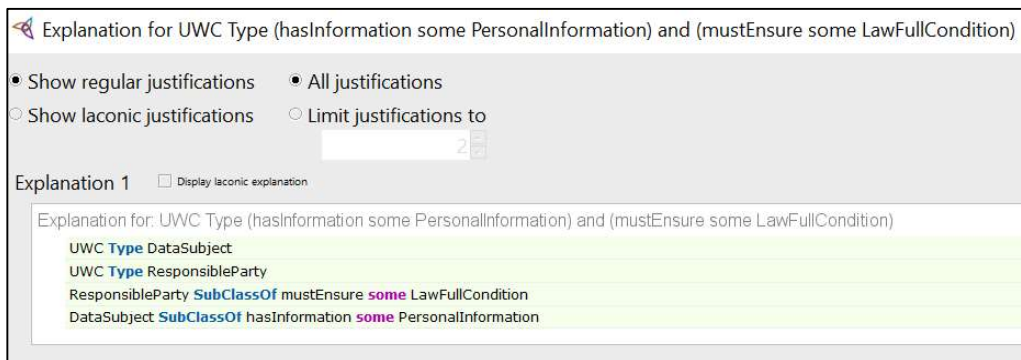 Explanation for UWC Type (hasInformation some PersonalInformation) and (mustEnsure some LawFullCondition)
Show regular justifications All justifications
Show laconic justifications Limit justifications to
2
Explanation 1 Display laconic explanation
Explanation for: UWC Type (hasInformation some PersonalInformation) and (mustEnsure some LawFullCondition)
UWC Type DataSubject
UWC Type ResponsibleParty
ResponsibleParty SubClassOf mustEnsure some LawFullCondition
DataSubject SubClassOf hasInformation some PersonalInformation